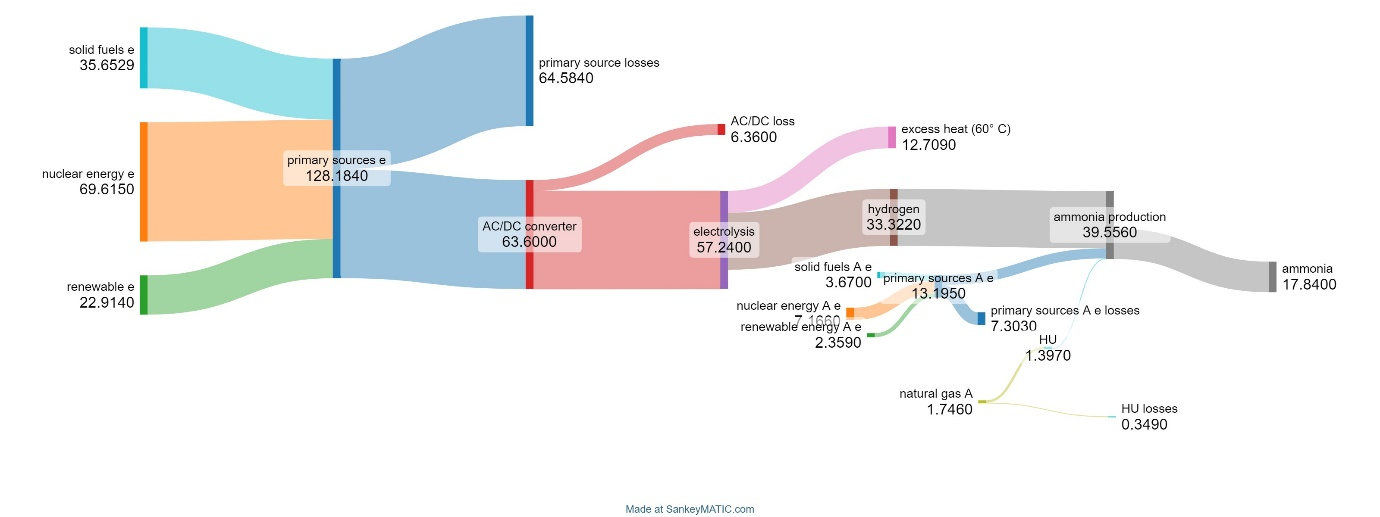 solid fuels e
35.6529
nuclear energy e
69.6150
renewable e
22.9140
primary sources e
128.1840
primary source losses
64.5840
AC/DC converter
63.6000
AC/DC loss
6.3600
electrolysis
57.2400
excess heat (60° C)
12.7090
hydrogen
33.3220
solid fuels A e
3.6700
nuclear energy A e
7.1660
renewable energy A e
2.3590
primary sources A e
13.1950
primary sources A e losses
7.3030
HU
1.3970
natural gas A
1.7460
HU losses
0.3490
ammonia production
39.5560
ammonia
17.8400
Made at SankeyMATIC.com